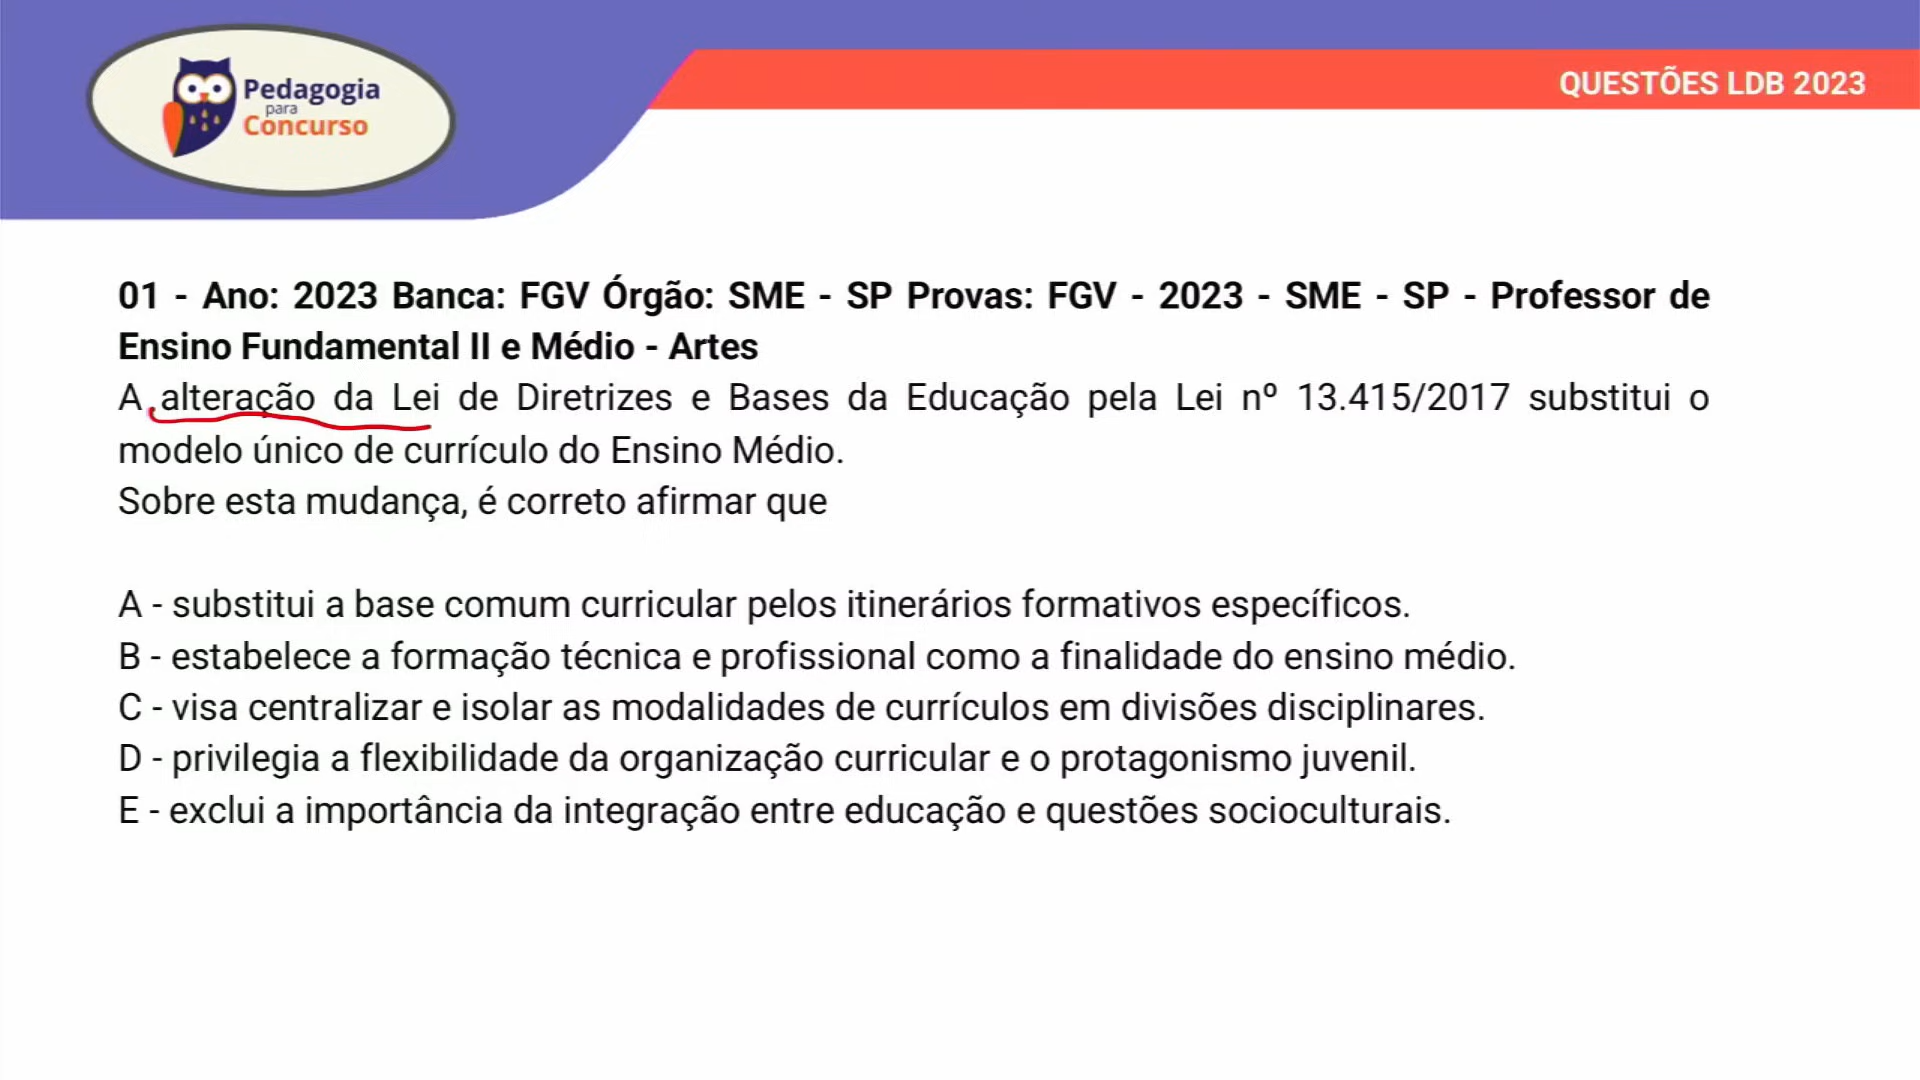 Pedagogia
para
Concurso
QUESTÕES LDB 2023
01 - Ano: 2023 Banca: FGV Órgão: SME - SP Provas: FGV - 2023 - SME - SP - Professor de
Ensino Fundamental II e Médio - Artes
A alteração da Lei de Diretrizes e Bases da Educação pela Lei nº 13.415/2017 substitui o
modelo único de currículo do Ensino Médio.
Sobre esta mudança, é correto afirmar que
A - substitui a base comum curricular pelos itinerários formativos específicos.
B - estabelece a formação técnica e profissional como a finalidade do ensino médio.
C - visa centralizar e isolar as modalidades de currículos em divisões disciplinares.
D - privilegia a flexibilidade da organização curricular e o protagonismo juvenil.
E - exclui a importância da integração entre educação e questões socioculturais.